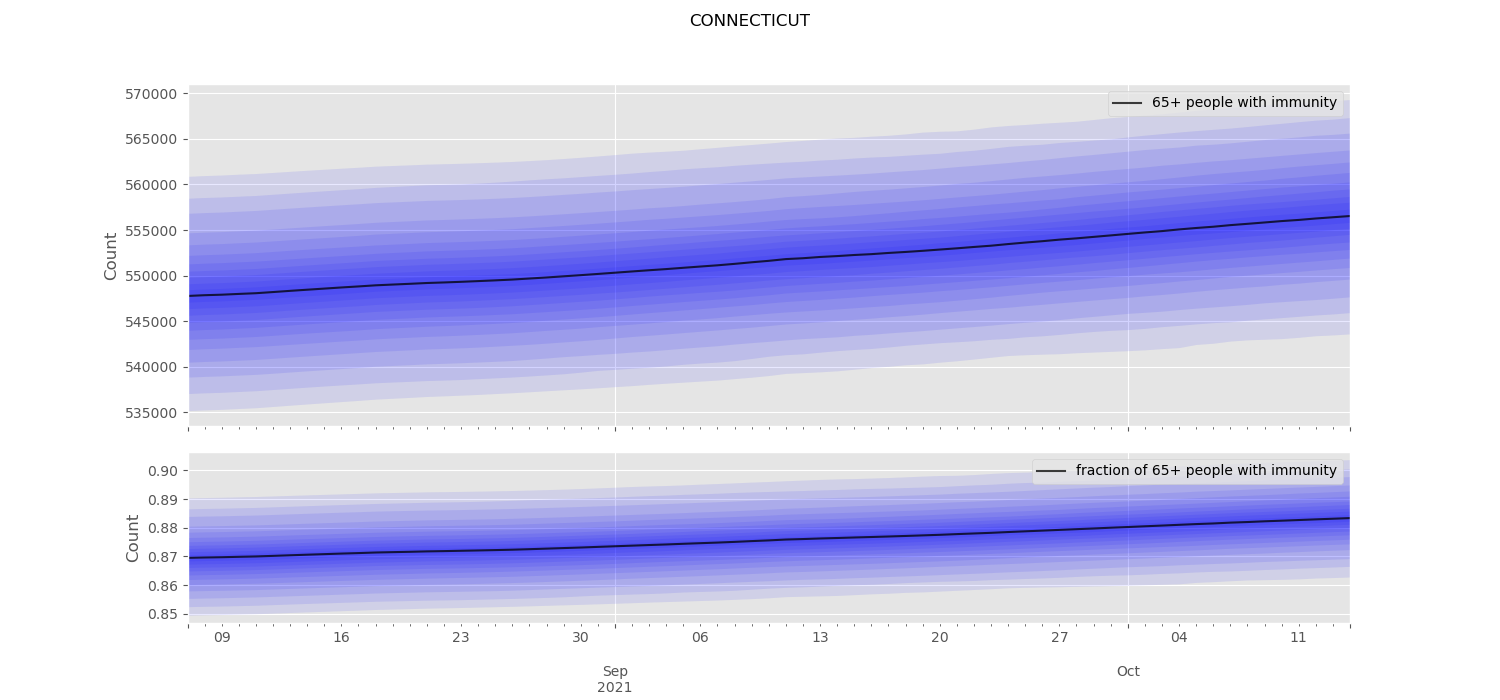 CONNECTICUT
570000
565000
560000
555000
550000
545000
540000
535000
Count
65+ people with immunity
0.90
0.89
0.88
0.87
0.86
0.85
Count
fraction of 65+ people with immunity
09 16 23 30 06 13 20 27 04 11
Sep Oct
2021